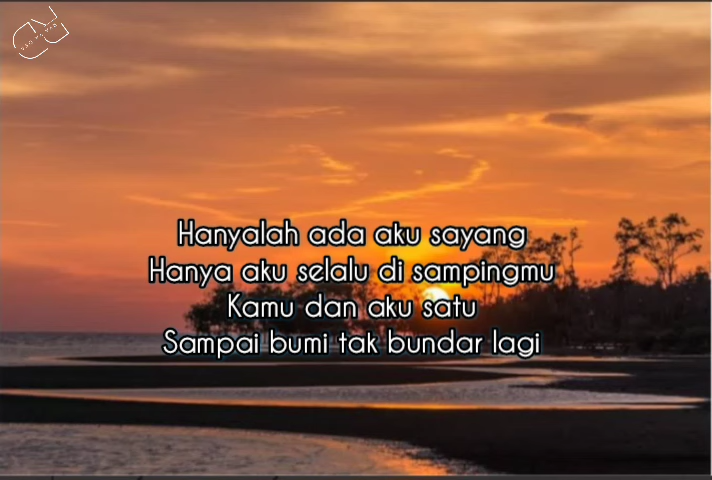 Hanyalah ada aku sayang
Hanya aku selalu di sampingmu
Kamu dan aku satu
Sampai bumi tak bundar lagi